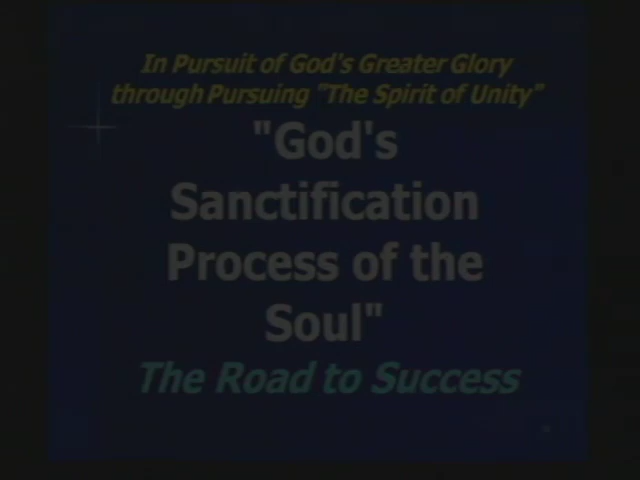 In Pursuit of God's Greater Glory
through Pursuing "The Spirit of Unity"
"God's
Sanctification
Process of the
Soul"
The Road to Success